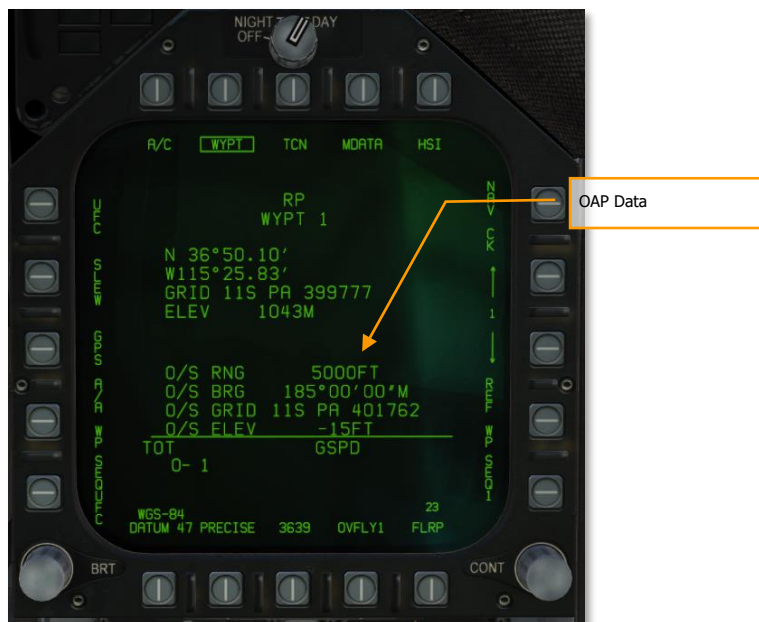 NIGHT DAY
OFF
A/C WYPT TCN MDATA HSI
RP
WYPT 1
N 36°50.10′
W115°25.83′
GRID 11S PA 399777
ELEV 1043M
O/S RNG 5000FT
O/S BRG 185°00′00″M
O/S GRID 11S PA 401762
O/S ELEV -15FT
TOT GSPD
0- 1
UFC
SLEW
GPS
A/A WP
SEQUFC
NAV CK
1
REF WP
SEQ1
WGS-84 23
DATUM 47 PRECISE 3639 OVFLY1 FLRP
BRT CONT
OAP Data